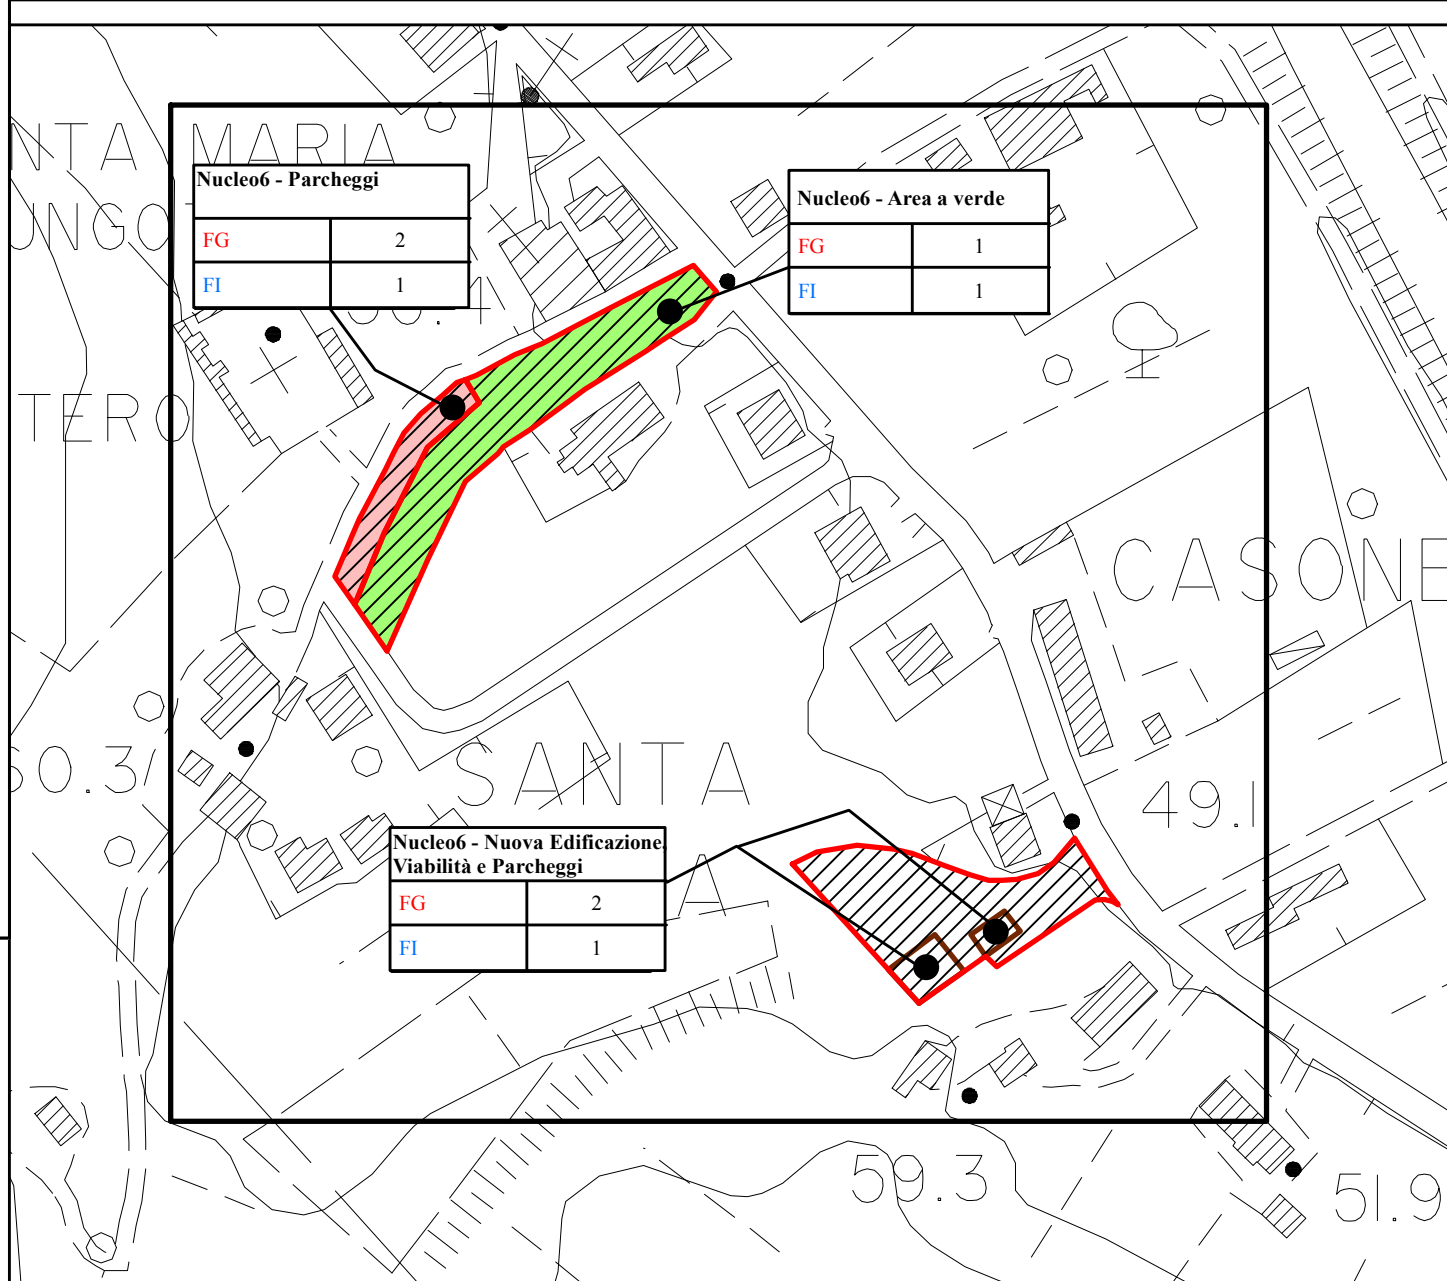 NTA MARIA
UNGO
TERO
Nucleo6 - Parcheggi
FG 2
FI 1
Nucleo6 - Area a verde
FG 1
FI 1
CASONE
50.3
SANTA
49.1
Nucleo6 - Nuova Edificazione,
Viabilità e Parcheggi
FG 2
FI 1
A
59.3
51.9